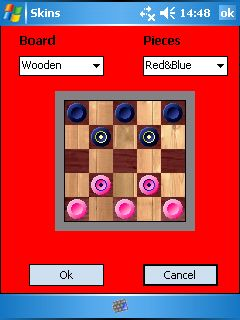 Skins 14:48 ok
Board Pieces
Wooden Red&Blue
Ok Cancel